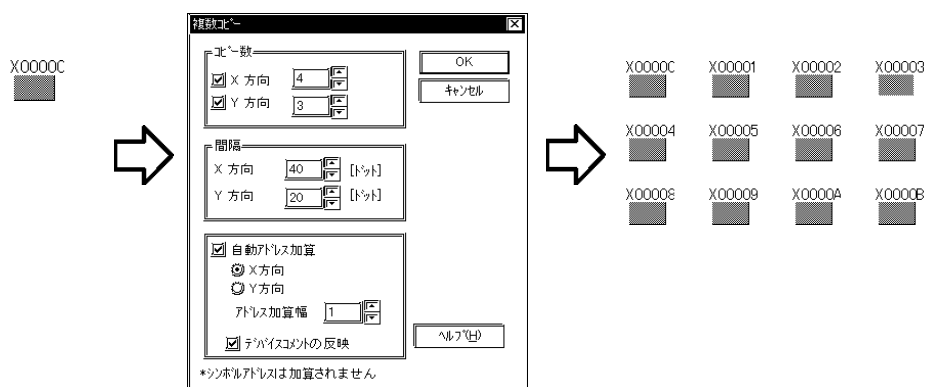 X0000C
複数コピー
コピー数
X 方向 4
Y 方向 3
OK
キャンセル
間隔
X 方向 40 [ドット]
Y 方向 20 [ドット]
自動アドレス加算
X方向
Y方向
アドレス加算幅 1
デバイスコメントの反映
ヘルプ(H)
*シンボルアドレスは加算されません
X0000C X00001 X00002 X00003
X00004 X00005 X00006 X00007
X00008 X00009 X0000A X0000B